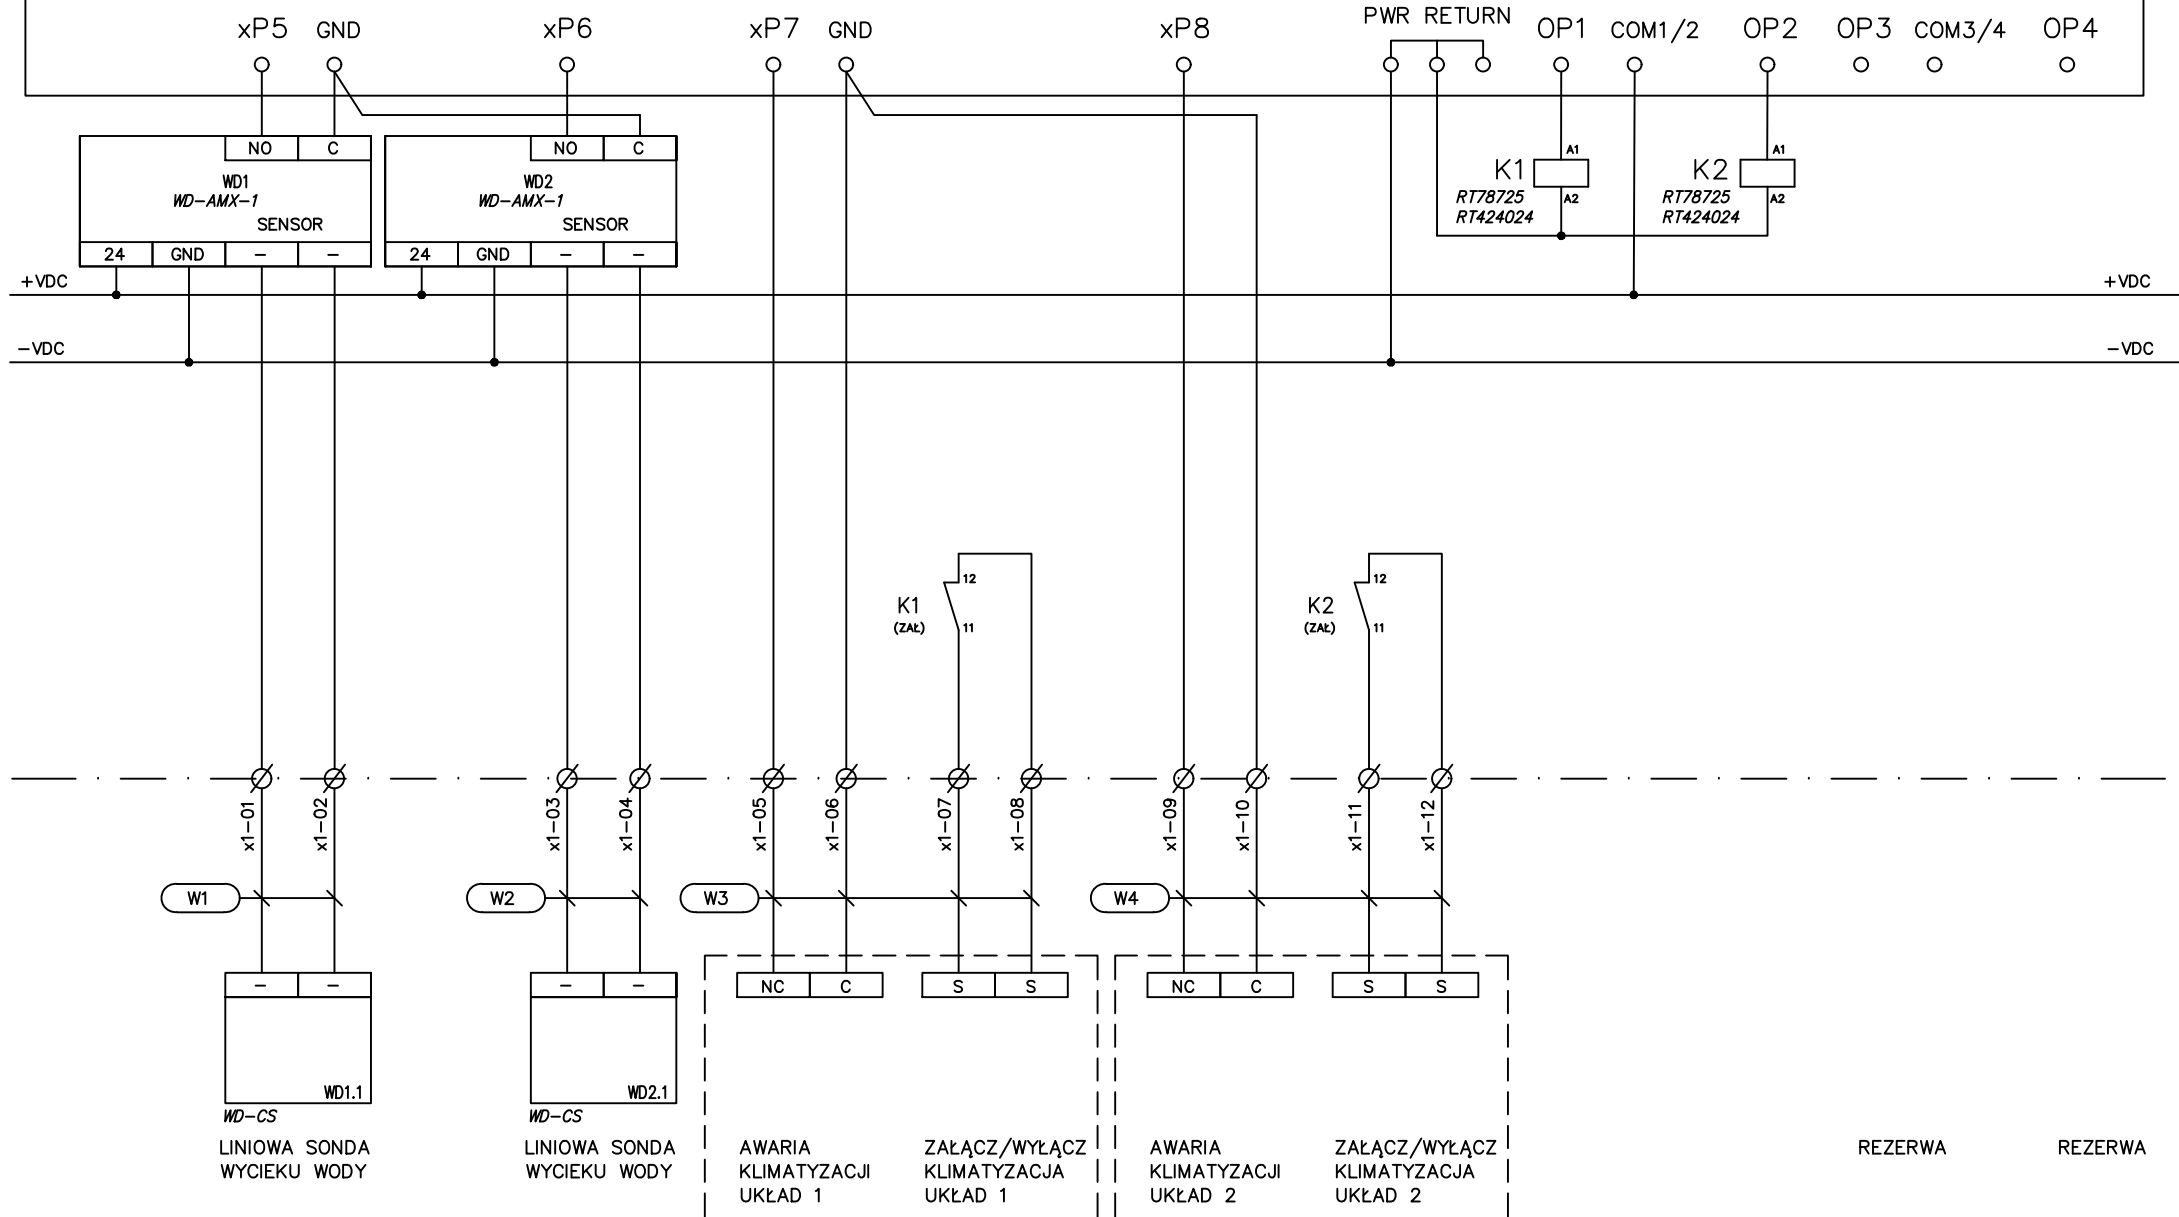 PWR RETURN
xP5 GND xP6 xP7 GND xP8 OP1 COM1/2 OP2 OP3 COM3/4 OP4
NO C NO C A1 A1
K1 K2
WD1 WD2
WD-AMX-1 WD-AMX-1 RT78725 A2 RT78725 A2
RT424024 RT424024
SENSOR SENSOR
24 GND - - 24 GND - -
+VDC +VDC
-VDC -VDC
12 12
K1 K2
(ZAŁ) 11 (ZAŁ) 11
x1-01 x1-02 x1-03 x1-04 x1-05 x1-06 x1-07 x1-08 x1-09 x1-10 x1-11 x1-12
W1 W2 W3 W4
- - - - NC C S S NC C S S
WD1.1 WD2.1
WD-CS WD-CS
LINIOWA SONDA
WYCIEKU WODY
LINIOWA SONDA
WYCIEKU WODY
AWARIA
KLIMATYZACJI
UKŁAD 1
ZAŁĄCZ/WYŁĄCZ
KLIMATYZACJA
UKŁAD 1
AWARIA
KLIMATYZACJI
UKŁAD 2
ZAŁĄCZ/WYŁĄCZ
KLIMATYZACJA
UKŁAD 2
REZERWA
REZERWA